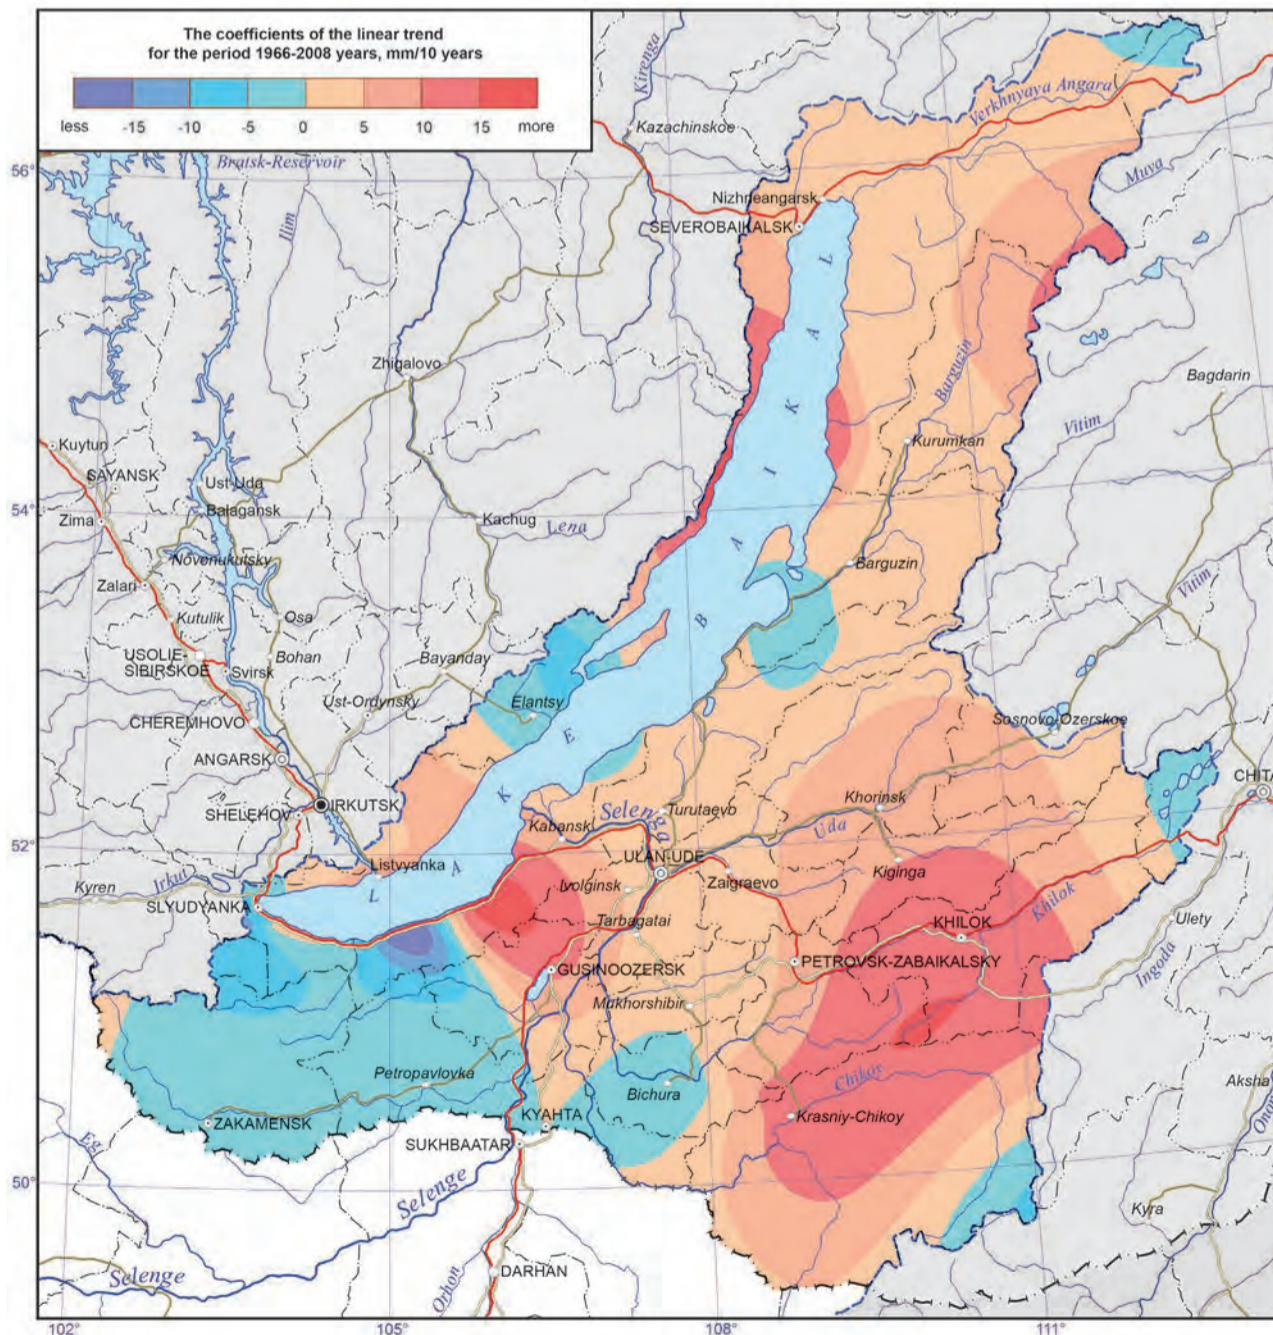 The coefficients of the linear trend
for the period 1966-2008 years, mm/10 years
less -15 -10 -5 0 5 10 15 more
Kirenga
Verkhnyaya Angara
Kazachinskoe
56°
Bratsk-Reservoir
Muva
Ilim
Nizhneangarsk
SEVEROBAIKALSK
Zhigalovo
Barguzin
Bagdarin
Vitim
Kuytun
Kurumkan
SAYANSK
Ust-Uda
54°
Balagansk
Zima
Kachug
Lena
Novenukutsky
Barguzin
Zalari
Vitim
Kutulik
Osa
USOLIE-
SIBIRSKOE
Bohan
Bayanday
Svirsk
Ust-Ordynsky
Elantsy
CHEREMHOVO
Sosnovo-Ozerskoe
ANGARSK
CHITA
IRKUTSK
SHELEHOV
Selenga
Turutaevo
Khorinsk
Kabansk
Uda
52°
ULAN-UDE
Listvyanka
Kiginga
Zaigraevo
Kyren
Irkut
Ivolginsk
LAKE BAIKAL
SLYUDYANKA
Khilok
Tarbagatai
KHILOK
Ulety
PETROVSK-ZABAIKALSKY
GUSINOOZERSK
Ingoda
Mukhorshibir
Petropavlovka
Chikoy
Bichura
Aksha
ZAKAMENSK
KYAHTA
Krasniy-Chikoy
Eg
SUKHBAATAR
50°
Selenge
Kyra
Selenge
Orhon
DARHAN
102° 105° 108° 111°